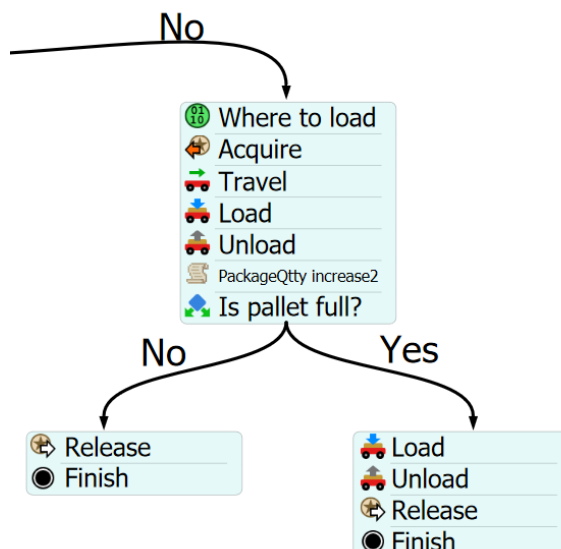 No
Where to load
Acquire
Travel
Load
Unload
PackageQtty increase2
Is pallet full?
No
Yes
Release
Finish
Load
Unload
Release
Finish